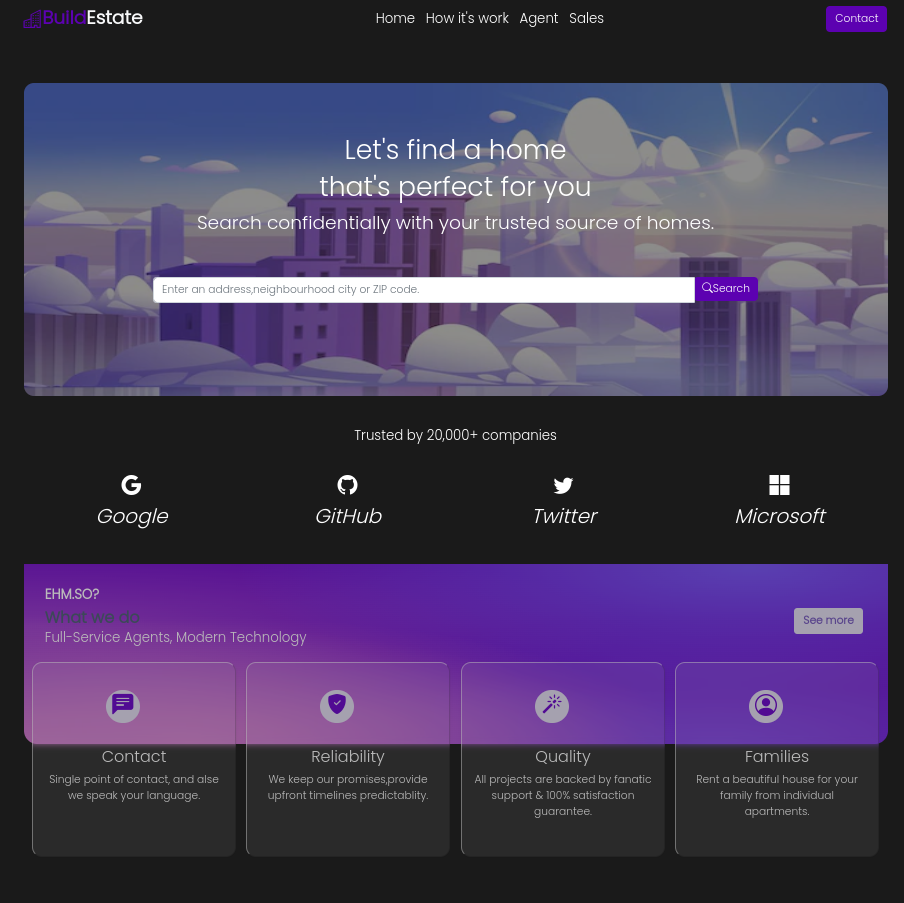 BuildEstate
Home How it's work Agent Sales
Contact
Let's find a home
that's perfect for you
Search confidentially with your trusted source of homes.
Enter an address,neighbourhood city or ZIP code.
Search
Trusted by 20,000+ companies
Google
GitHub
Twitter
Microsoft
EHM.SO?
What we do
Full-Service Agents, Modern Technology
See more
Contact
Single point of contact, and alse
we speak your language.
Reliability
We keep our promises,provide
upfront timelines predictablity.
Quality
All projects are backed by fanatic
support & 100% satisfaction
guarantee.
Families
Rent a beautiful house for your
family from individual
apartments.